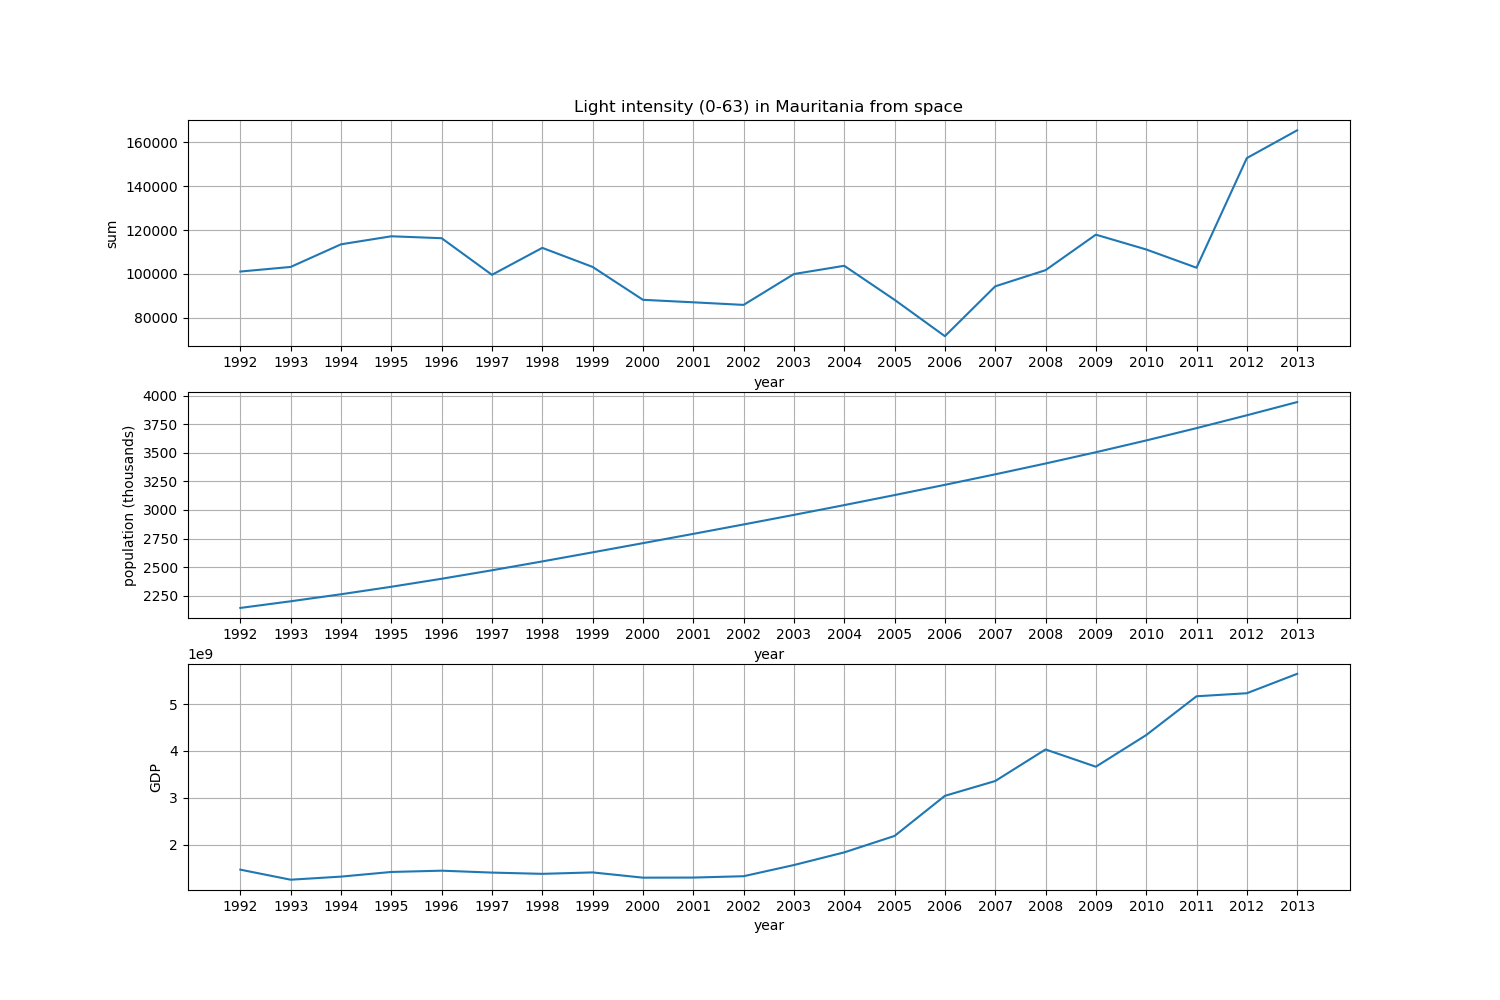 Light intensity (0-63) in Mauritania from space
160000
140000
120000
100000
80000
sum
1992 1993 1994 1995 1996 1997 1998 1999 2000 2001 2002 2003 2004 2005 2006 2007 2008 2009 2010 2011 2012 2013
year
4000
3750
3500
3250
3000
2750
2500
2250
population (thousands)
1992 1993 1994 1995 1996 1997 1998 1999 2000 2001 2002 2003 2004 2005 2006 2007 2008 2009 2010 2011 2012 2013
year
1e9
5
4
3
2
GDP
1992 1993 1994 1995 1996 1997 1998 1999 2000 2001 2002 2003 2004 2005 2006 2007 2008 2009 2010 2011 2012 2013
year